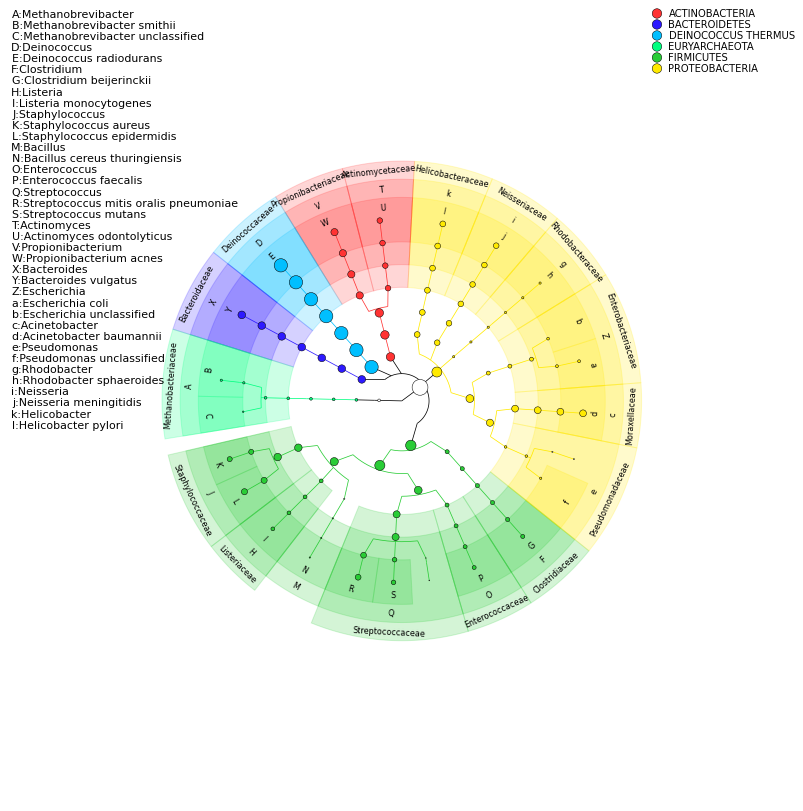 A:Methanobrevibacter
B:Methanobrevibacter smithii
C:Methanobrevibacter unclassified
D:Deinococcus
E:Deinococcus radiodurans
F:Clostridium
G:Clostridium beijerinckii
H:Listeria
I:Listeria monocytogenes
J:Staphylococcus
K:Staphylococcus aureus
L:Staphylococcus epidermidis
M:Bacillus
N:Bacillus cereus thuringiensis
O:Enterococcus
P:Enterococcus faecalis
Q:Streptococcus
R:Streptococcus mitis oralis pneumoniae
S:Streptococcus mutans
T:Actinomyces
U:Actinomyces odontolyticus
V:Propionibacterium
W:Propionibacterium acnes
X:Bacteroides
Y:Bacteroides vulgatus
Z:Escherichia
a:Escherichia coli
b:Escherichia unclassified
c:Acinetobacter
d:Acinetobacter baumannii
e:Pseudomonas
f:Pseudomonas unclassified
g:Rhodobacter
h:Rhodobacter sphaeroides
i:Neisseria
j:Neisseria meningitidis
k:Helicobacter
l:Helicobacter pylori
ACTINOBACTERIA
BACTEROIDETES
DEINOCOCCUS THERMUS
EURYARCHAEOTA
FIRMICUTES
PROTEOBACTERIA
Methanobacteriaceae
A
B
C
Bacteroidaceae
X
Y
Deinococcaceae
D
E
Propionibacteriaceae
V
W
Actinomycetaceae
T
U
Helicobacteraceae
k
l
Neisseriaceae
i
j
Rhodobacteraceae
g
h
Enterobacteriaceae
Z
b
a
Moraxellaceae
c
d
Pseudomonadaceae
e
f
Clostridiaceae
F
G
Enterococcaceae
O
P
Streptococcaceae
Q
S
R
M
N
Listeriaceae
H
I
Staphylococcaceae
J
L
K